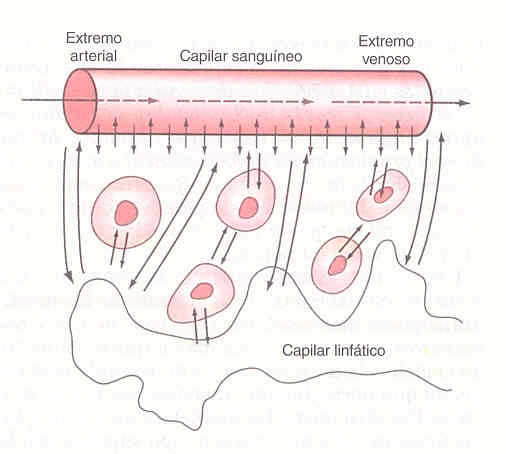 Extremo
arterial
Capilar sanguíneo
Extremo
venoso
Capilar linfático